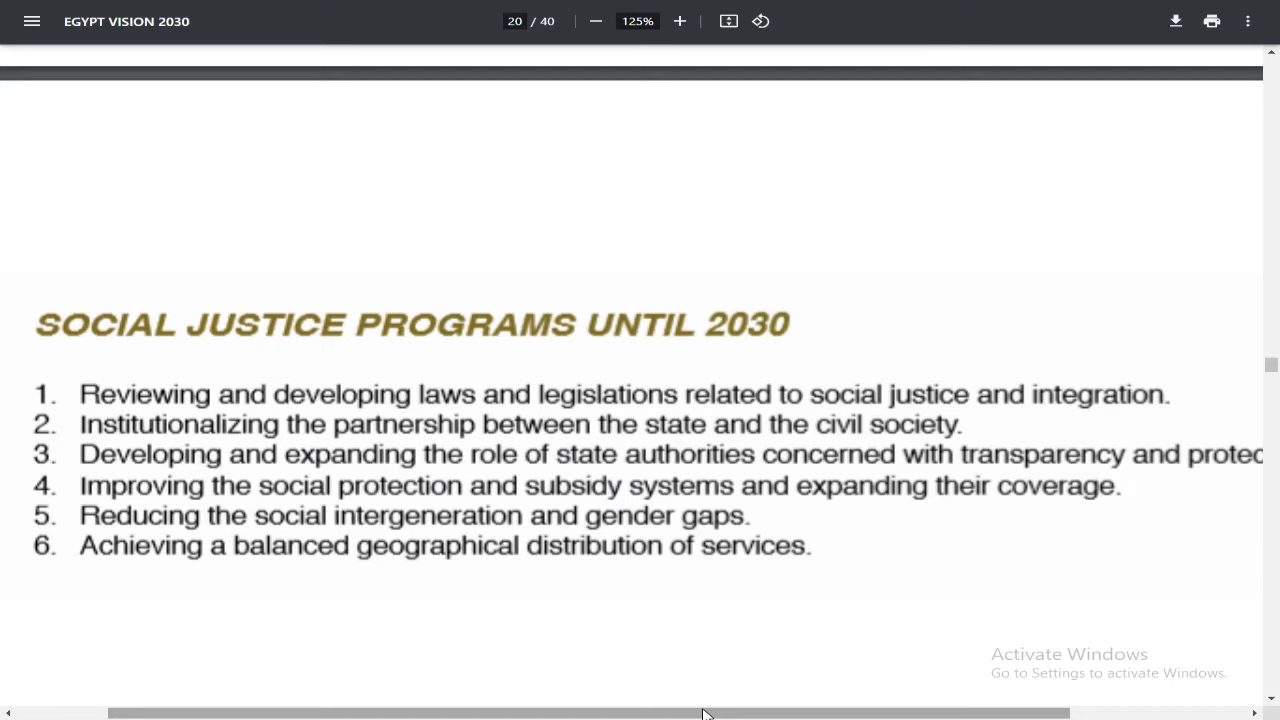 EGYPT VISION 2030
20 / 40
125%
SOCIAL JUSTICE PROGRAMS UNTIL 2030
1. Reviewing and developing laws and legislations related to social justice and integration.
2. Institutionalizing the partnership between the state and the civil society.
3. Developing and expanding the role of state authorities concerned with transparency and protec
4. Improving the social protection and subsidy systems and expanding their coverage.
5. Reducing the social intergeneration and gender gaps.
6. Achieving a balanced geographical distribution of services.
Activate Windows
Go to Settings to activate Windows.